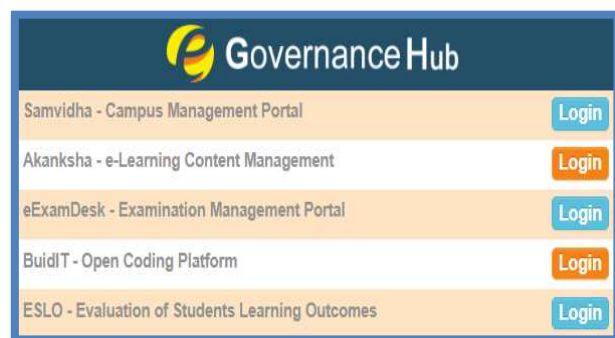 e Governance Hub
Samvidha - Campus Management Portal Login
Akanksha - e-Learning Content Management Login
eExamDesk - Examination Management Portal Login
BuidIT - Open Coding Platform Login
ESLO - Evaluation of Students Learning Outcomes Login